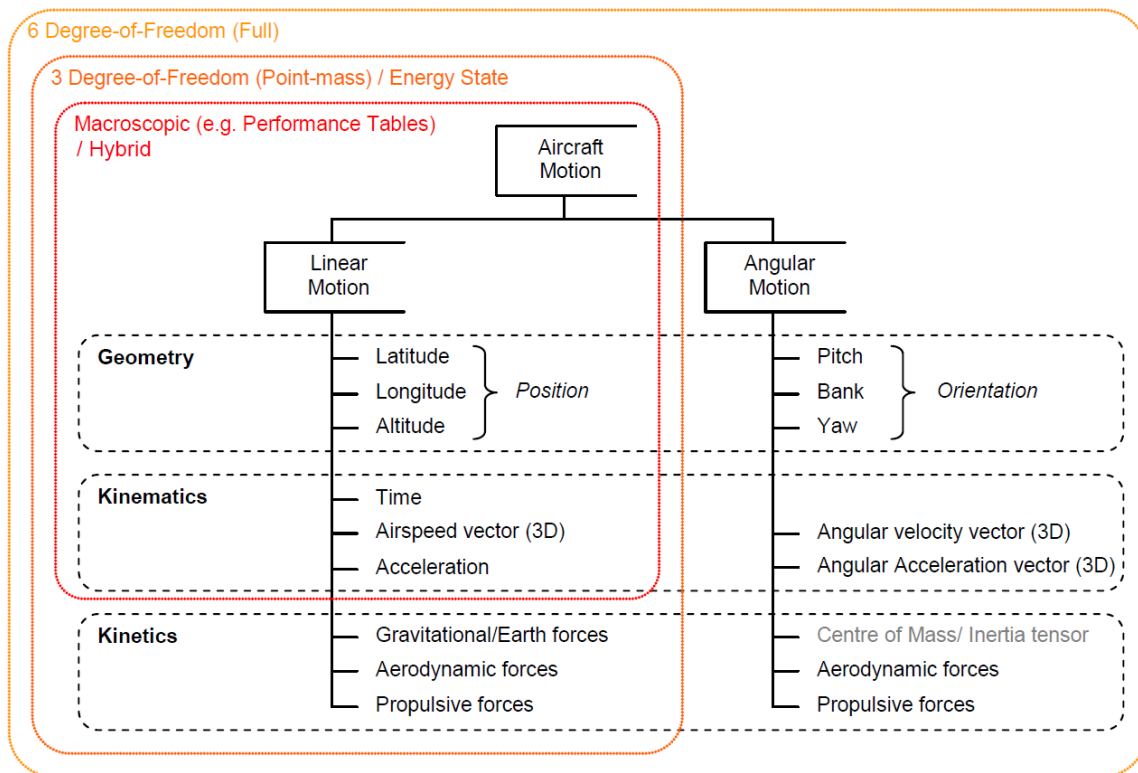 6 Degree-of-Freedom (Full)
3 Degree-of-Freedom (Point-mass) / Energy State
Macroscopic (e.g. Performance Tables)
/ Hybrid
Aircraft
Motion
Linear
Motion
Angular
Motion
Geometry
Latitude
Longitude
Altitude
Position
Pitch
Bank
Yaw
Orientation
Kinematics
Time
Airspeed vector (3D)
Acceleration
Angular velocity vector (3D)
Angular Acceleration vector (3D)
Kinetics
Gravitational/Earth forces
Aerodynamic forces
Propulsive forces
Centre of Mass/ Inertia tensor
Aerodynamic forces
Propulsive forces